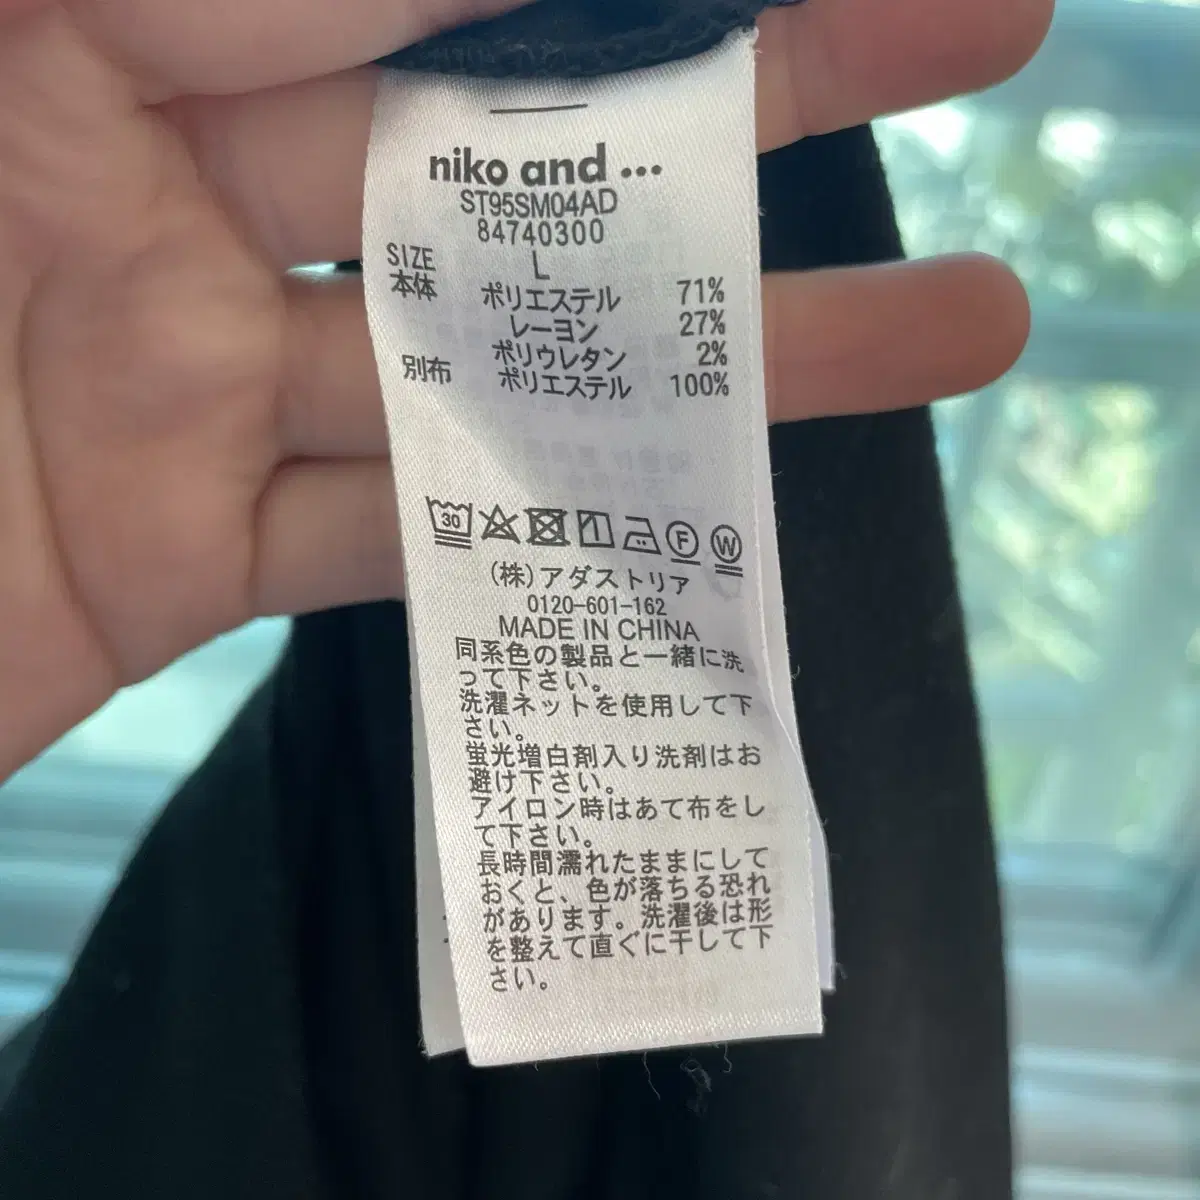 niko and ...
ST95SM04AD
84740300
SIZE L
本体 ポリエステル 71%
レーヨン 27%
ポリウレタン 2%
別布 ポリエステル 100%
30 F W
(株)アダストリア
0120-601-162
MADE IN CHINA
同系色の製品と一緒に洗
って下さい。
洗濯ネットを使用して下
さい。
蛍光増白剤入り洗剤はお
避け下さい。
アイロン時はあて布をし
て下さい。
長時間濡れたままにして
おくと、色が落ちる恐れ
があります。洗濯後は形
を整えて直ぐに干して下
さい。